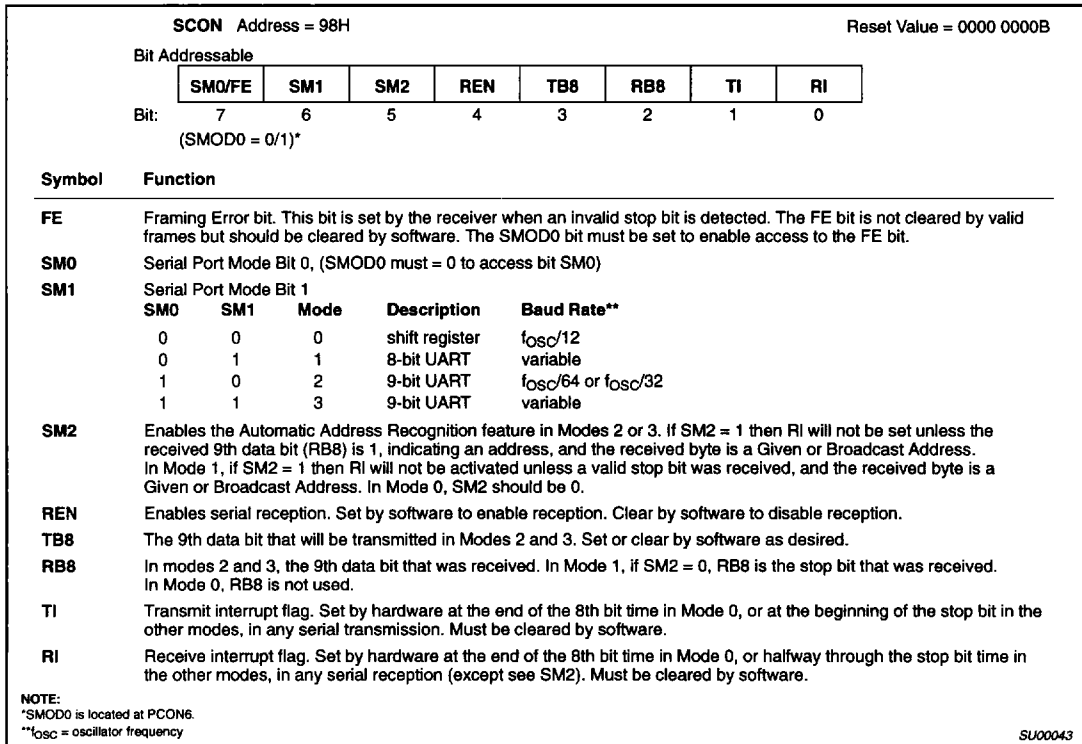 SCON Address = 98H Reset Value = 0000 0000B
Bit Addressable
SM0/FE SM1 SM2 REN TB8 RB8 TI RI
Bit: 7 6 5 4 3 2 1 0
(SMOD0 = 0/1)*
Symbol Function
FE Framing Error bit. This bit is set by the receiver when an invalid stop bit is detected. The FE bit is not cleared by valid
frames but should be cleared by software. The SMOD0 bit must be set to enable access to the FE bit.
SM0 Serial Port Mode Bit 0, (SMOD0 must = 0 to access bit SM0)
SM1 Serial Port Mode Bit 1
SM0 SM1 Mode Description Baud Rate**
0 0 0 shift register fOSC/12
0 1 1 8-bit UART variable
1 0 2 9-bit UART fOSC/64 or fOSC/32
1 1 3 9-bit UART variable
SM2 Enables the Automatic Address Recognition feature in Modes 2 or 3. If SM2 = 1 then RI will not be set unless the
received 9th data bit (RB8) is 1, indicating an address, and the received byte is a Given or Broadcast Address.
In Mode 1, if SM2 = 1 then RI will not be activated unless a valid stop bit was received, and the received byte is a
Given or Broadcast Address. In Mode 0, SM2 should be 0.
REN Enables serial reception. Set by software to enable reception. Clear by software to disable reception.
TB8 The 9th data bit that will be transmitted in Modes 2 and 3. Set or clear by software as desired.
RB8 In modes 2 and 3, the 9th data bit that was received. In Mode 1, if SM2 = 0, RB8 is the stop bit that was received.
In Mode 0, RB8 is not used.
TI Transmit interrupt flag. Set by hardware at the end of the 8th bit time in Mode 0, or at the beginning of the stop bit in the
other modes, in any serial transmission. Must be cleared by software.
RI Receive interrupt flag. Set by hardware at the end of the 8th bit time in Mode 0, or halfway through the stop bit time in
the other modes, in any serial reception (except see SM2). Must be cleared by software.
NOTE:
*SMOD0 is located at PCON6.
**fOSC = oscillator frequency
SU00043